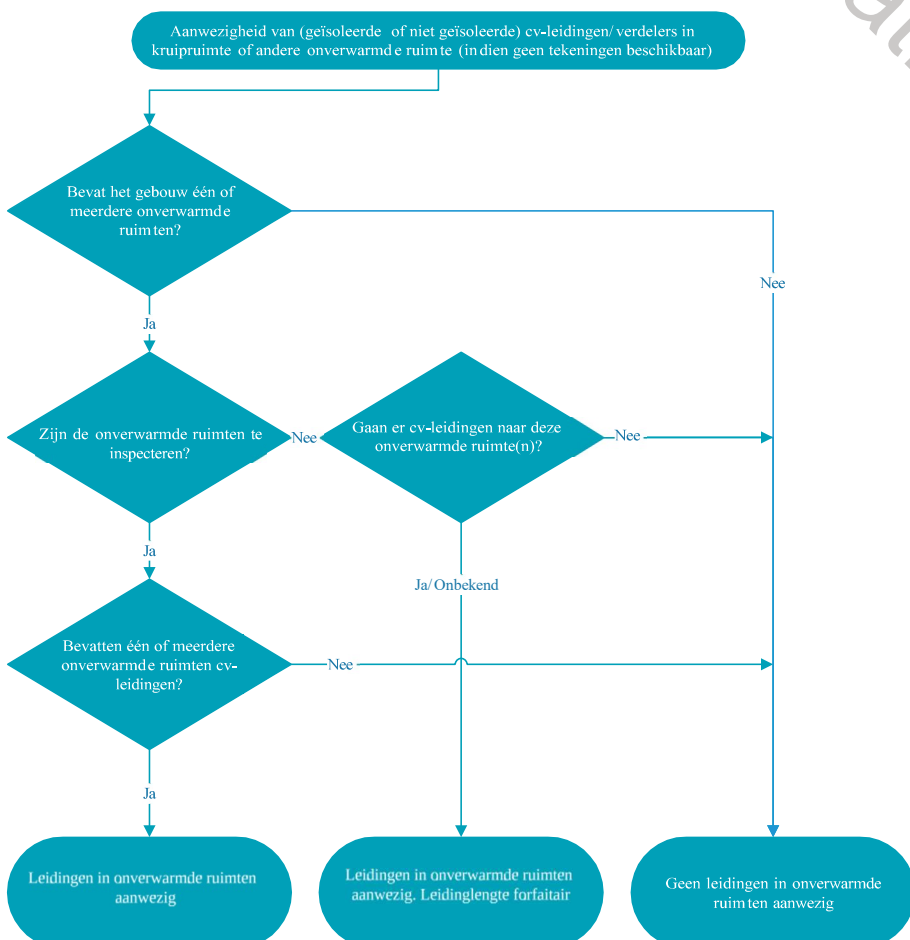 Aanwezigheid van (geïsoleerde of niet geïsoleerde) cv-leidingen/verdelers in
kruipruimte of andere onverwarmde ruimte (indien geen tekeningen beschikbaar)
Bevat het gebouw één of
meerdere onverwarmde
ruimten?
Nee
Ja
Zijn de onverwarmde ruimten te
inspecteren?
Nee
Gaan er cv-leidingen naar deze
onverwarmde ruimte(n)?
Nee
Ja
Ja/Onbekend
Bevatten één of meerdere
onverwarmde ruimten cv-
leidingen?
Nee
Ja
Leidingen in onverwarmde ruimten
aanwezig
Leidingen in onverwarmde ruimten
aanwezig. Leidinglengte forfaitair
Geen leidingen in onverwarmde
ruimten aanwezig